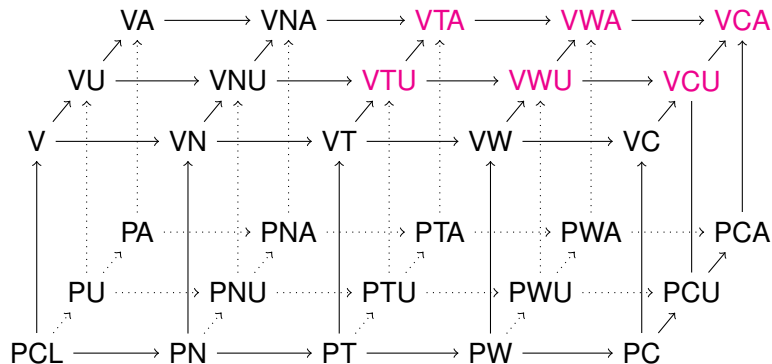 VA VNA VTA VWA VCA
VU VNU VTU VWU VCU
V VN VT VW VC
PA PNA PTA PWA PCA
PU PNU PTU PWU PCU
PCL PN PT PW PC